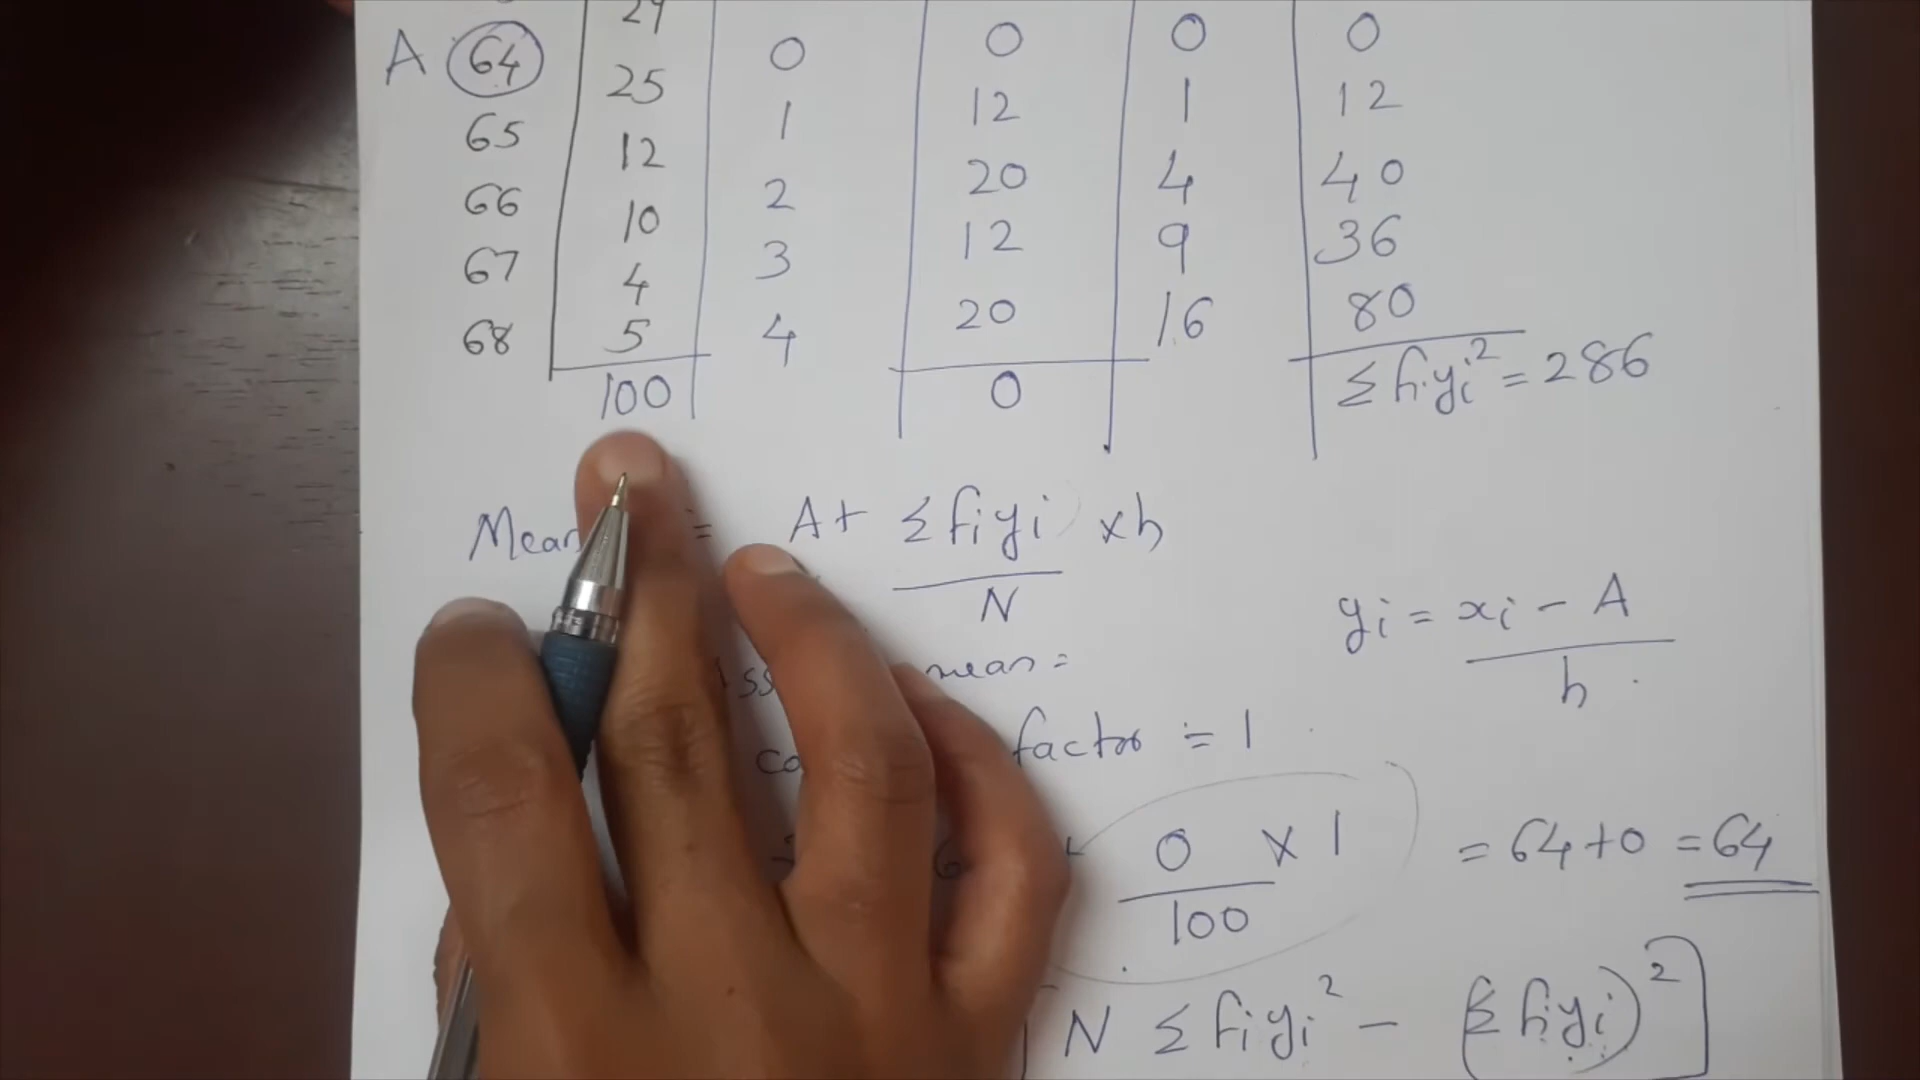 29
A 64 25 0 0 0 0
65 12 1 12 1 12
66 10 2 20 4 40
67 4 3 12 9 36
68 5 4 20 16 80
100 0 Σfiyi² = 286
= A + Σfiyi × h
N
yi = xi - A
h
mean =
factor = 1
0 × 1 = 64+0 = 64
100
N Σfiyi² - (Σfiyi)²]